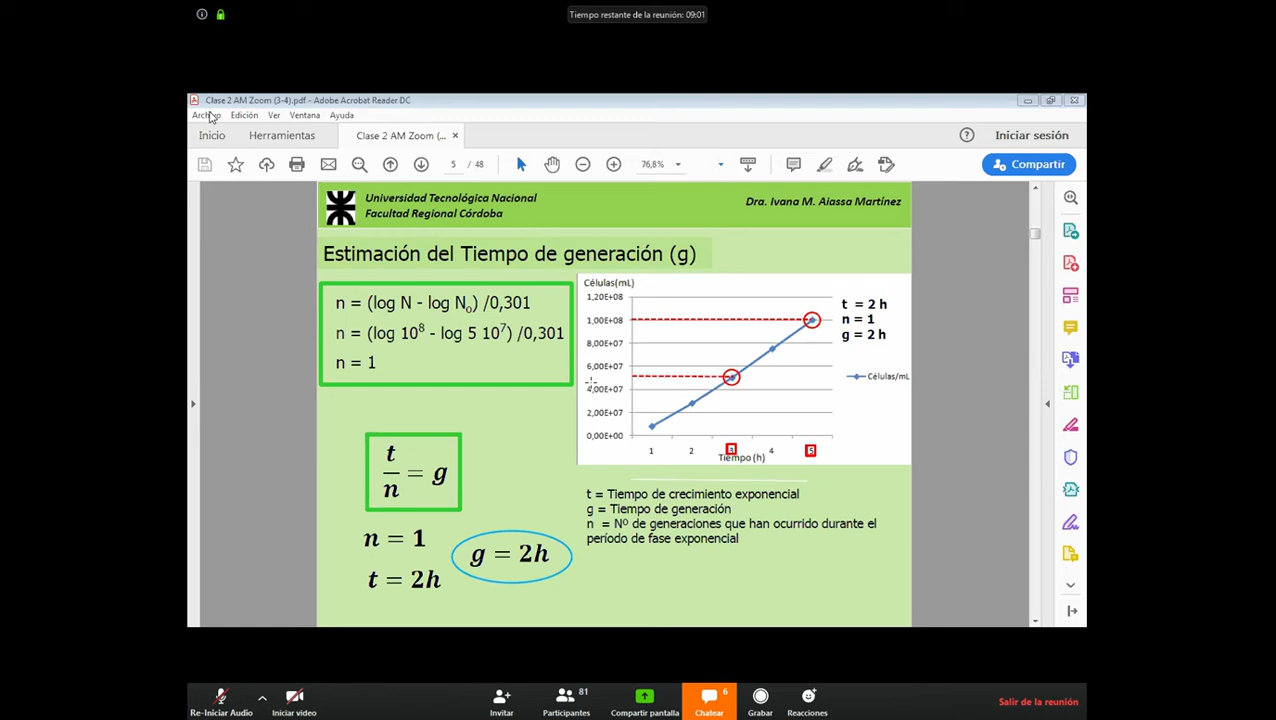 Tiempo restante de la reunión: 09:01
Clase 2 AM Zoom (3-4).pdf - Adobe Acrobat Reader DC
Archivo Edición Ver Ventana Ayuda
Inicio Herramientas Clase 2 AM Zoom (... × Iniciar sesión
5 / 48 76,8% Compartir
Universidad Tecnológica Nacional
Facultad Regional Córdoba
Dra. Ivana M. Aiassa Martínez
Estimación del Tiempo de generación (g)
n = (log N - log N₀) /0,301
n = (log 10⁸ - log 5 10⁷) /0,301
n = 1
t/n = g
n = 1
t = 2h
g = 2h
Células(mL)
1,20E+08
1,00E+08
8,00E+07
6,00E+07
4,00E+07
2,00E+07
0,00E+00
1 2 3 4 5
Tiempo (h)
Células/mL
t = 2 h
n = 1
g = 2 h
t = Tiempo de crecimiento exponencial
g = Tiempo de generación
n = Nº de generaciones que han ocurrido durante el
período de fase exponencial
Re-Iniciar Audio
Iniciar video
Invitar
81
Participantes
Compartir pantalla
6
Chatear
Grabar
Reacciones
Salir de la reunión